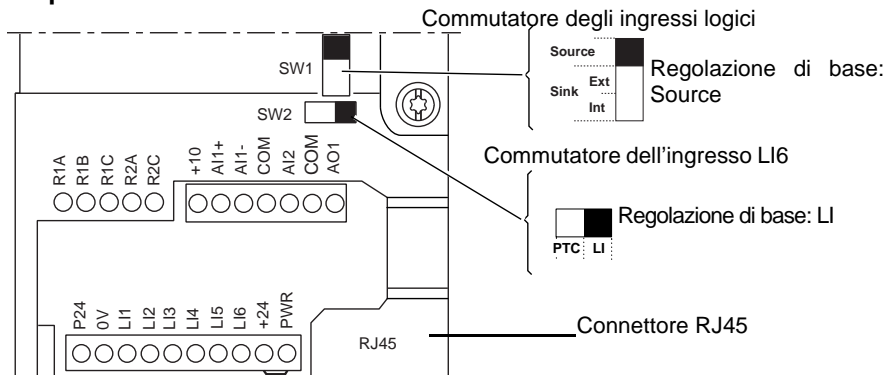 Commutatore degli ingressi logici
SW1
Source
Sink
Ext
Int
Regolazione di base:
Source
SW2
Commutatore dell'ingresso LI6
PTC LI
Regolazione di base: LI
R1A R1B R1C R2A R2C
+10 AI1+ AI1- COM AI2 COM AO1
P24 0V LI1 LI2 LI3 LI4 LI5 LI6 +24 PWR
RJ45
Connettore RJ45